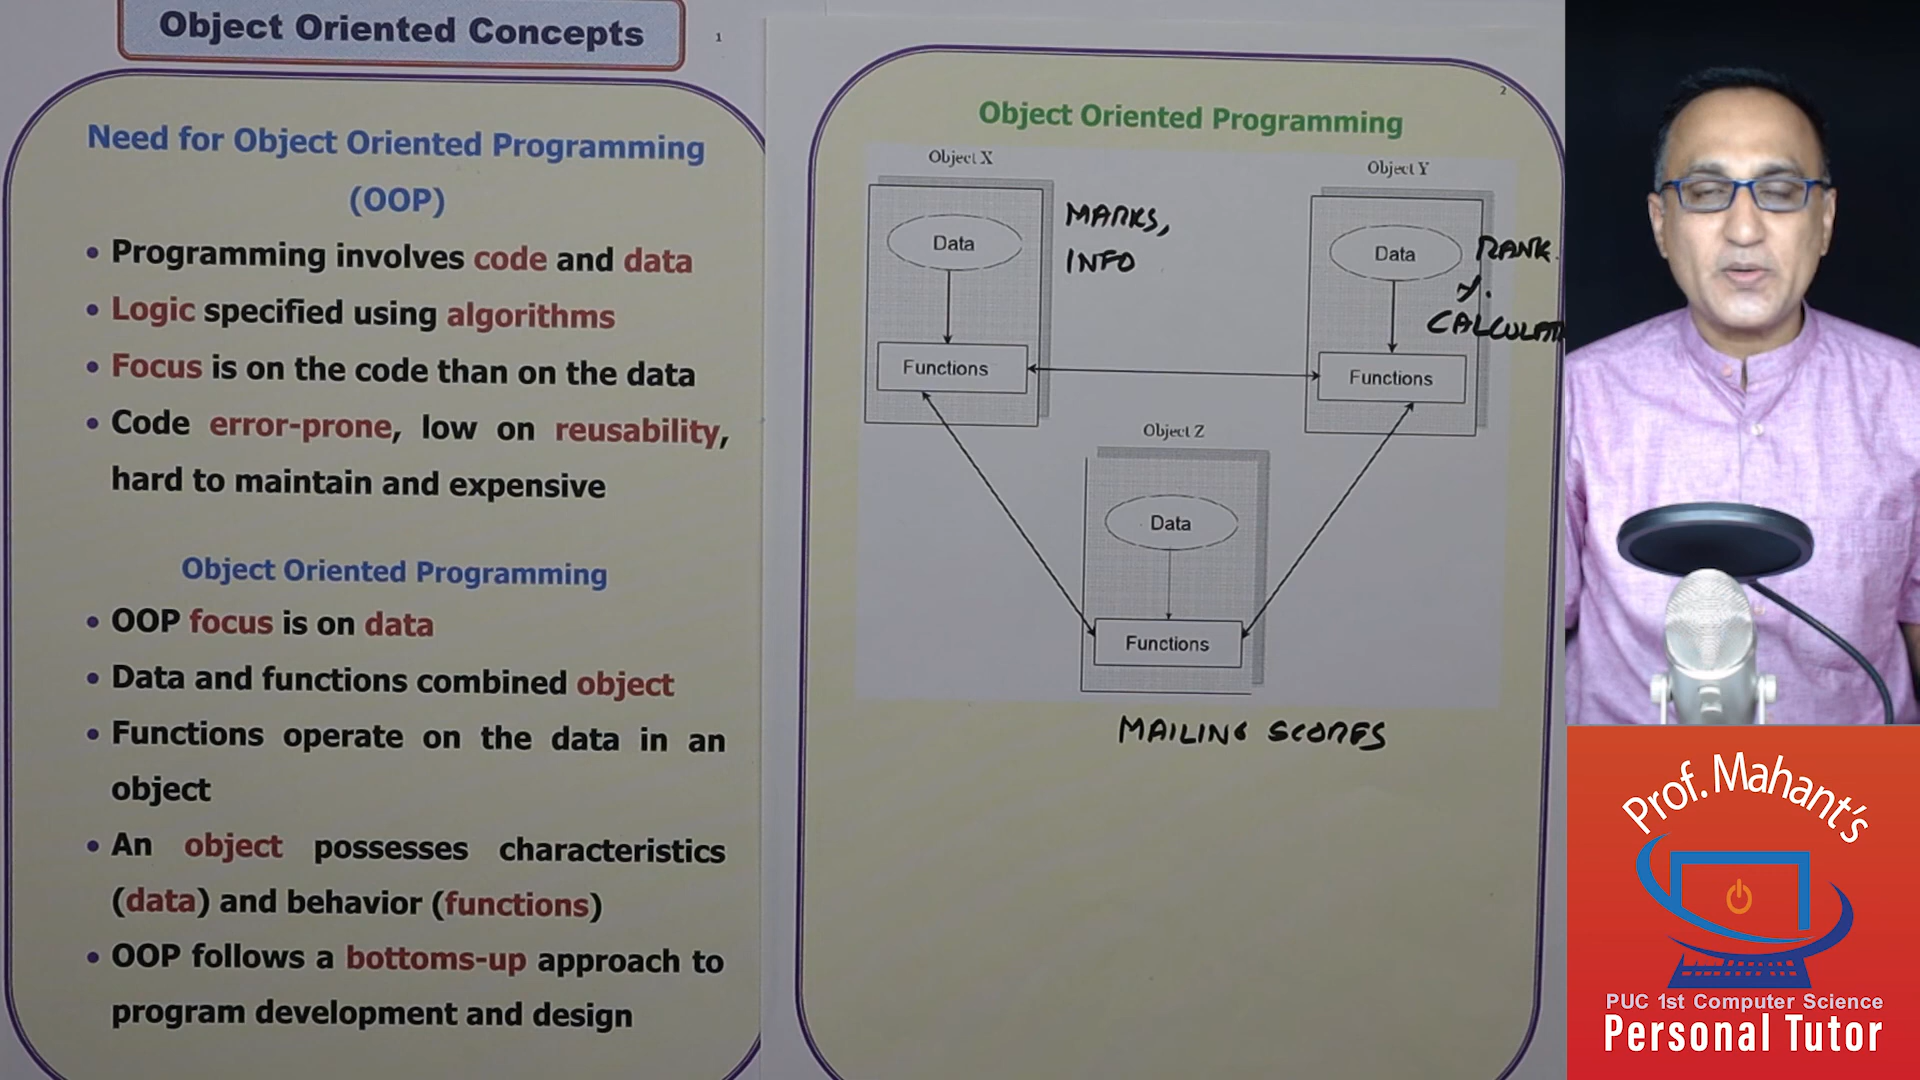 Object Oriented Concepts
1
Need for Object Oriented Programming
(OOP)
• Programming involves code and data
• Logic specified using algorithms
• Focus is on the code than on the data
• Code error-prone, low on reusability,
hard to maintain and expensive
Object Oriented Programming
• OOP focus is on data
• Data and functions combined object
• Functions operate on the data in an
object
• An object possesses characteristics
(data) and behavior (functions)
• OOP follows a bottoms-up approach to
program development and design
2
Object Oriented Programming
Object X
Data
Functions
MARKS,
INFO
Object Y
Data
Functions
RANK.
Object Z
Data
Functions
MAILING SCORES
Prof. Mahant's
PUC 1st Computer Science
Personal Tutor